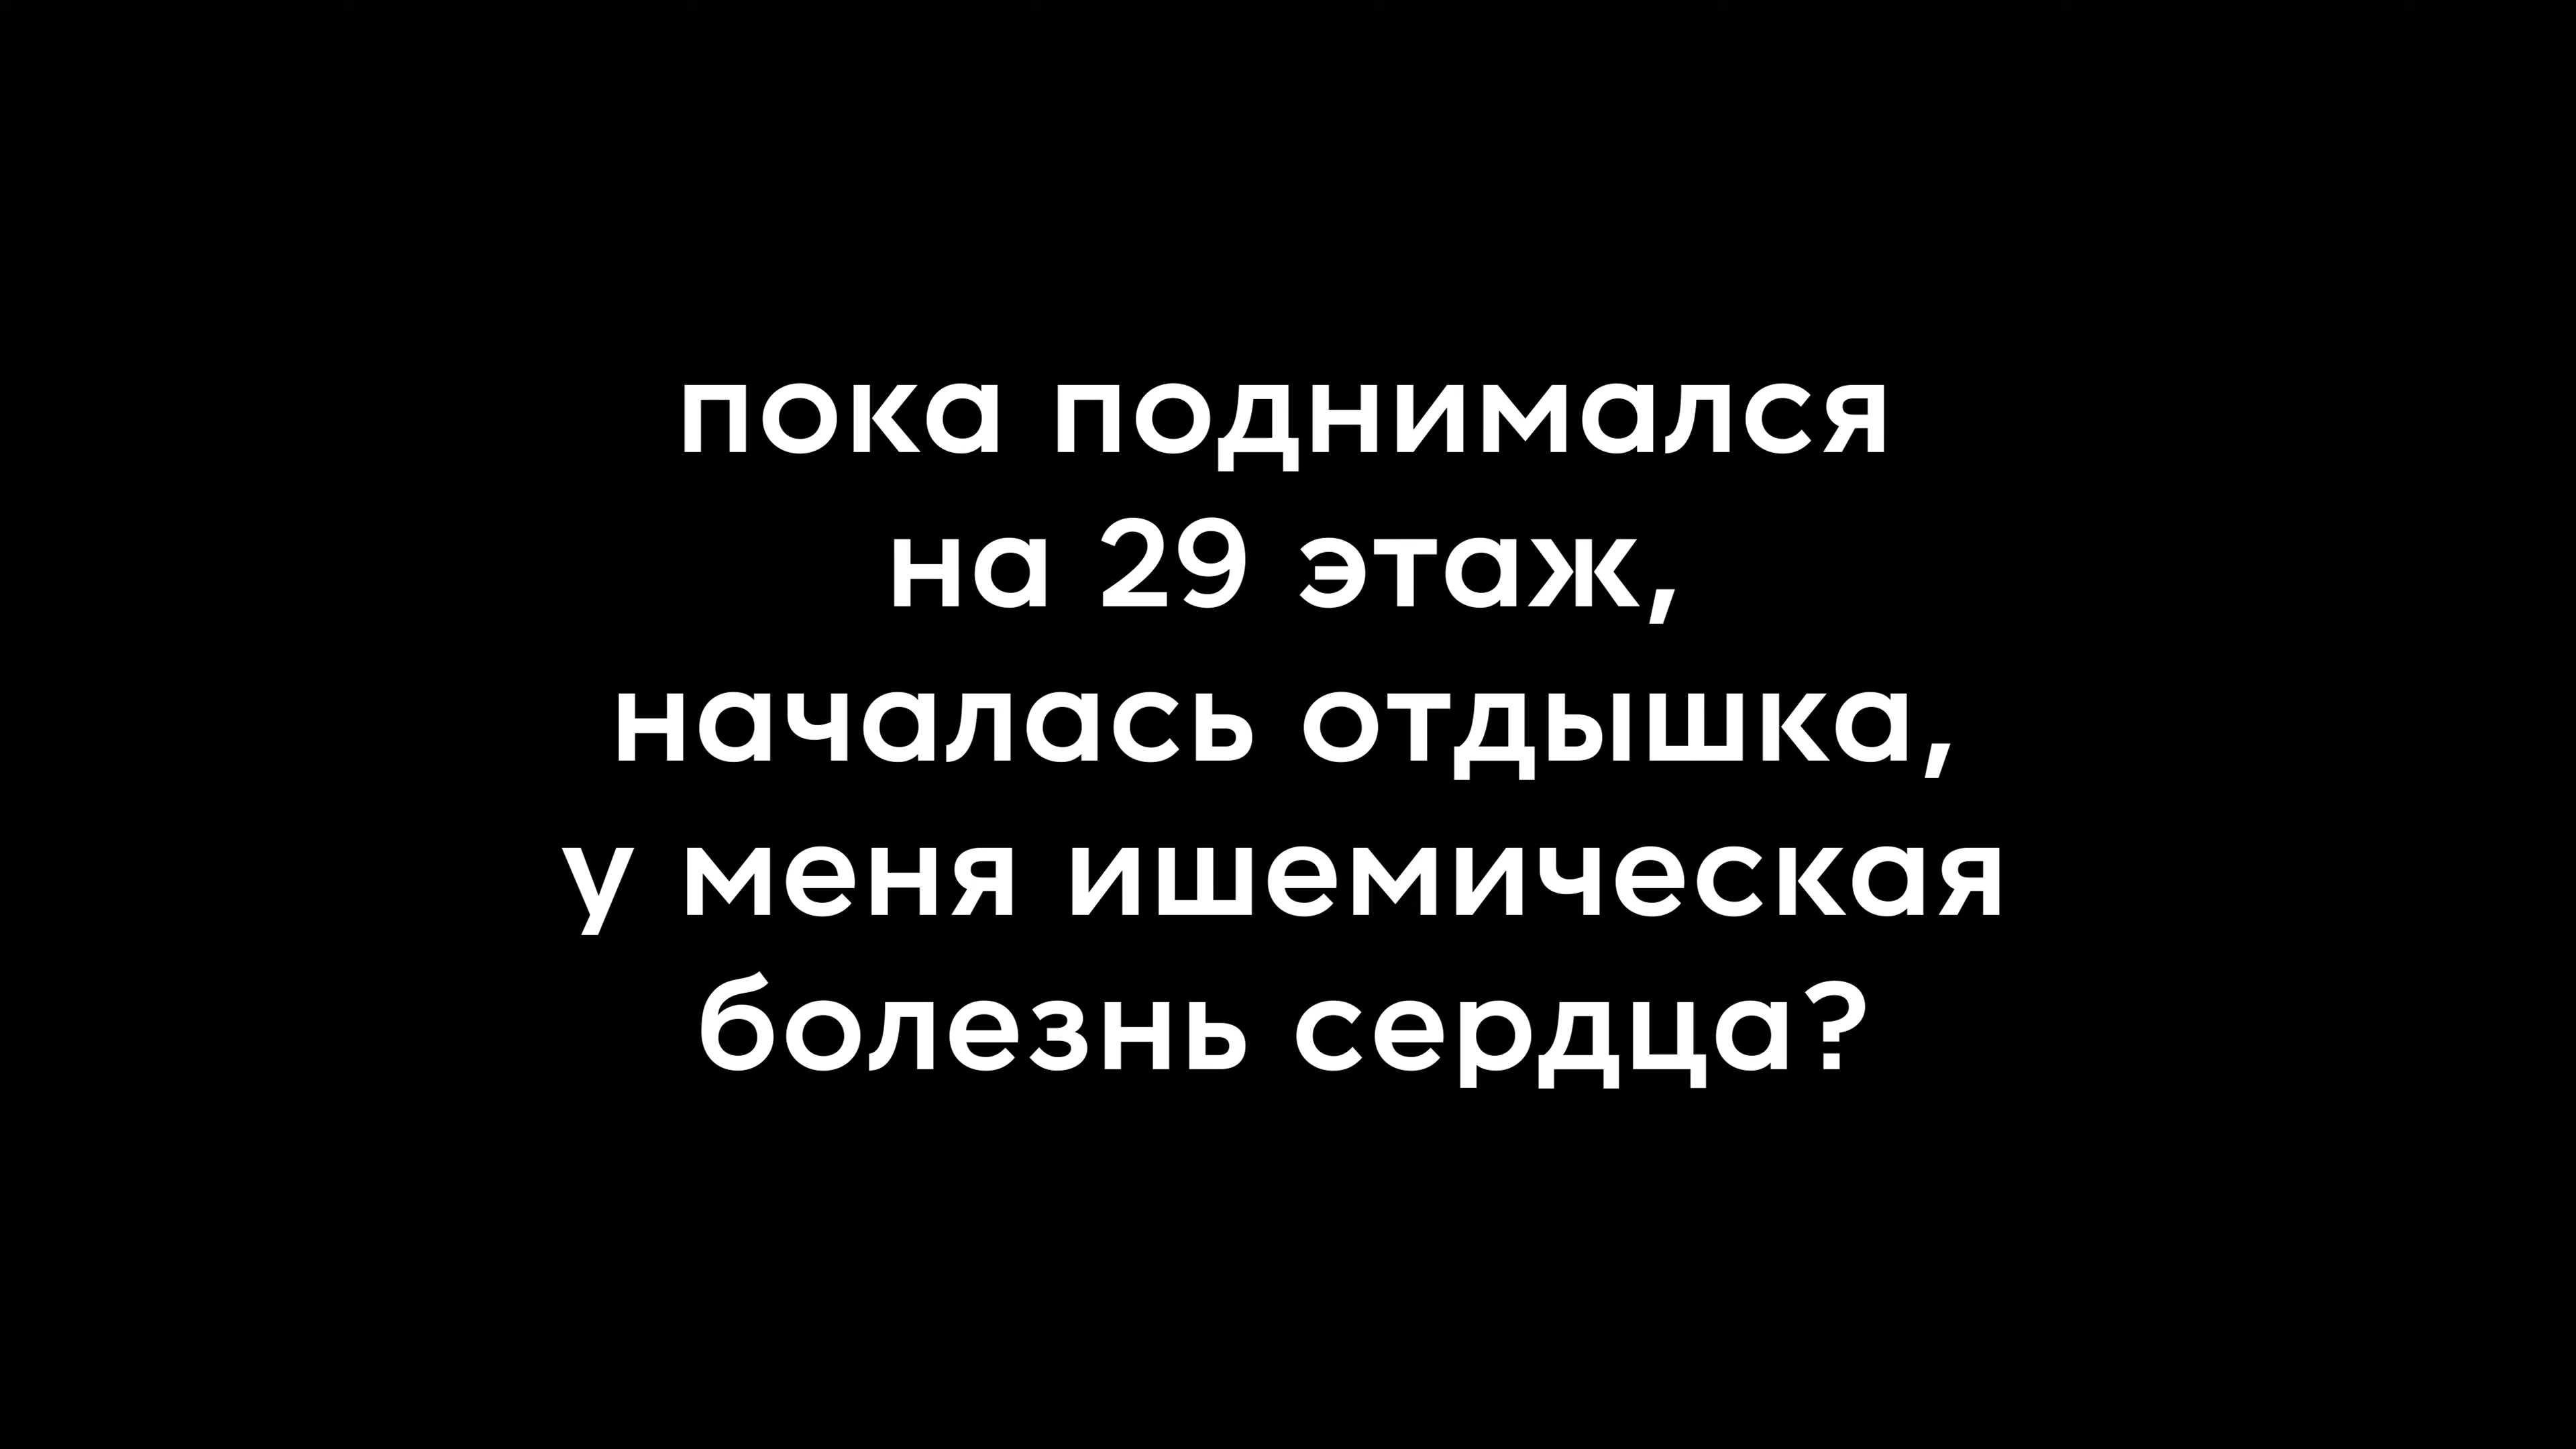 пока поднимался
на 29 этаж,
началась отдышка,
у меня ишемическая
болезнь сердца?